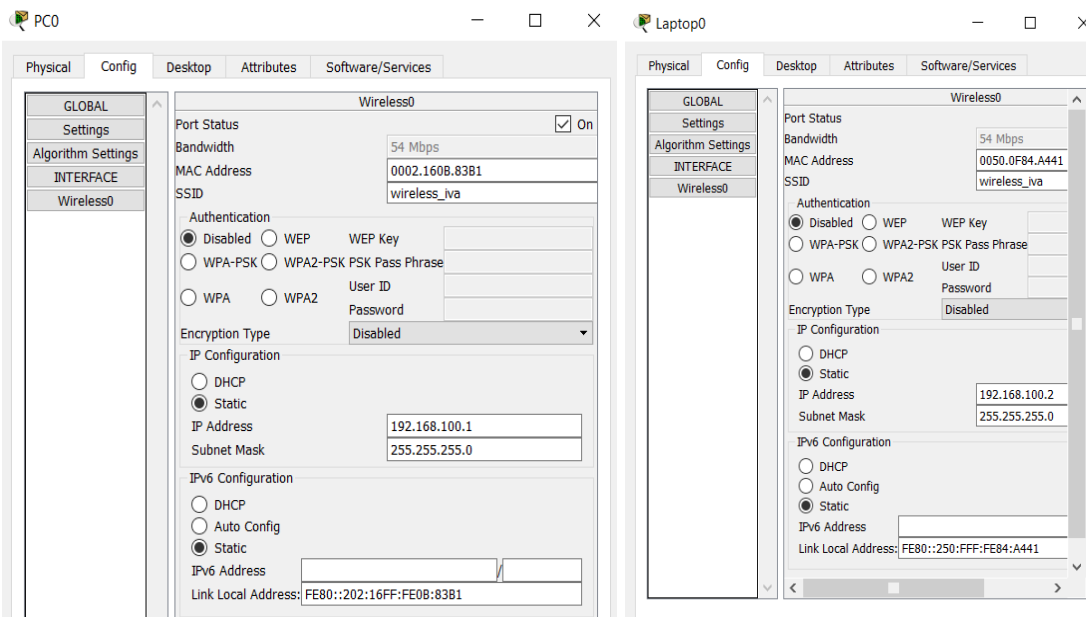 PC0
Physical Config Desktop Attributes Software/Services
GLOBAL
Settings
Algorithm Settings
INTERFACE
Wireless0
Wireless0
Port Status On
Bandwidth 54 Mbps
MAC Address 0002.160B.83B1
SSID wireless_iva
Authentication
Disabled WEP WEP Key
WPA-PSK WPA2-PSK PSK Pass Phrase
User ID
WPA WPA2
Password
Encryption Type Disabled
IP Configuration
DHCP
Static
IP Address 192.168.100.1
Subnet Mask 255.255.255.0
IPv6 Configuration
DHCP
Auto Config
Static
IPv6 Address /
Link Local Address: FE80::202:16FF:FE0B:83B1
Laptop0
Physical Config Desktop Attributes Software/Services
GLOBAL
Settings
Algorithm Settings
INTERFACE
Wireless0
Wireless0
Port Status
Bandwidth 54 Mbps
MAC Address 0050.0F84.A441
SSID wireless_iva
Authentication
Disabled WEP WEP Key
WPA-PSK WPA2-PSK PSK Pass Phrase
User ID
WPA WPA2
Password
Encryption Type Disabled
IP Configuration
DHCP
Static
IP Address 192.168.100.2
Subnet Mask 255.255.255.0
IPv6 Configuration
DHCP
Auto Config
Static
IPv6 Address
Link Local Address: FE80::250:FFF:FE84:A441